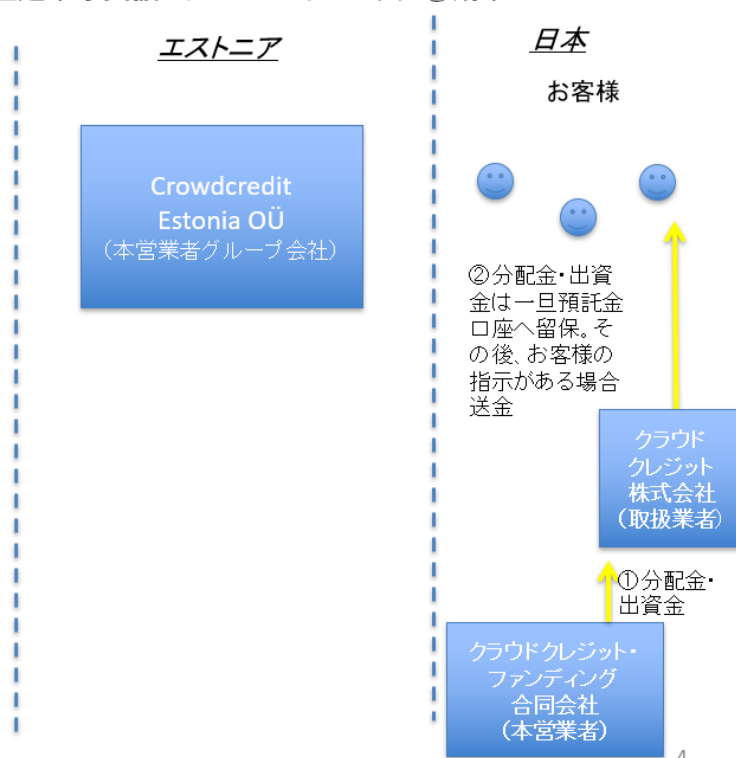 エストニア
日本
お客様
Crowdcredit
Estonia OÜ
（本営業者グループ会社）
②分配金・出資
金は一旦預託金
口座へ留保。そ
の後、お客様の
指示がある場合
送金
クラウド
クレジット
株式会社
（取扱業者）
①分配金・
出資金
クラウドクレジット・
ファンディング
合同会社
（本営業者）